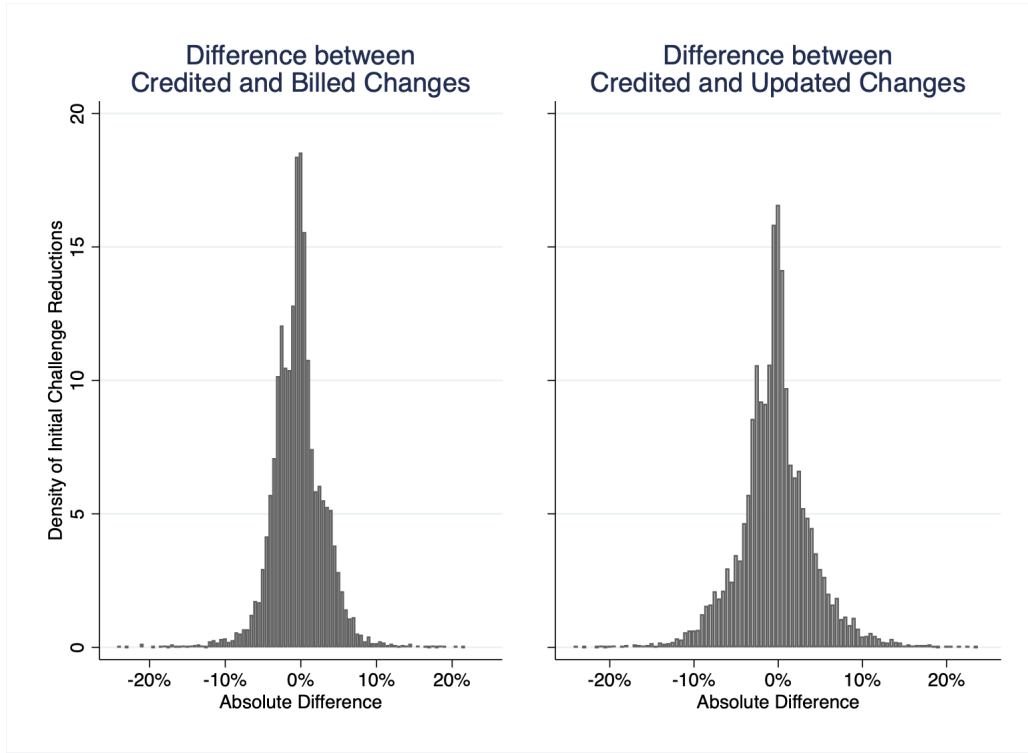 Difference between
Credited and Billed Changes
Difference between
Credited and Updated Changes
Density of Initial Challenge Reductions
20
15
10
5
0
-20%
-10%
0%
10%
20%
Absolute Difference
-20%
-10%
0%
10%
20%
Absolute Difference